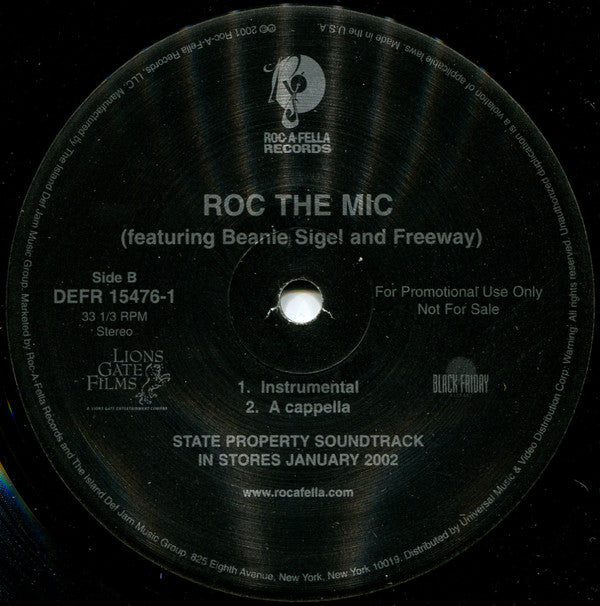 ROC-A-FELLA
RECORDS
ROC THE MIC
(featuring Beanie Sigel and Freeway)
Side B
DEFR 15476-1
33 1/3 RPM
Stereo
For Promotional Use Only
Not For Sale
LIONS
GATE
FILMS
A LIONS GATE ENTERTAINMENT COMPANY
BLACK FRIDAY
1. Instrumental
2. A cappella
STATE PROPERTY SOUNDTRACK
IN STORES JANUARY 2002
www.rocafella.com
℗© 2001 Roc-A-Fella Records, LLC. Manufactured by The Island Def Jam Music Group. Marketed by Roc-A-Fella Records and The Island Def Jam Music Group, 825 Eighth Avenue, New York, New York 10019. Distributed by Universal Music & Video Distribution Corp. Warning: All rights reserved. Unauthorized duplication is a violation of applicable laws. Made in the U.S.A.